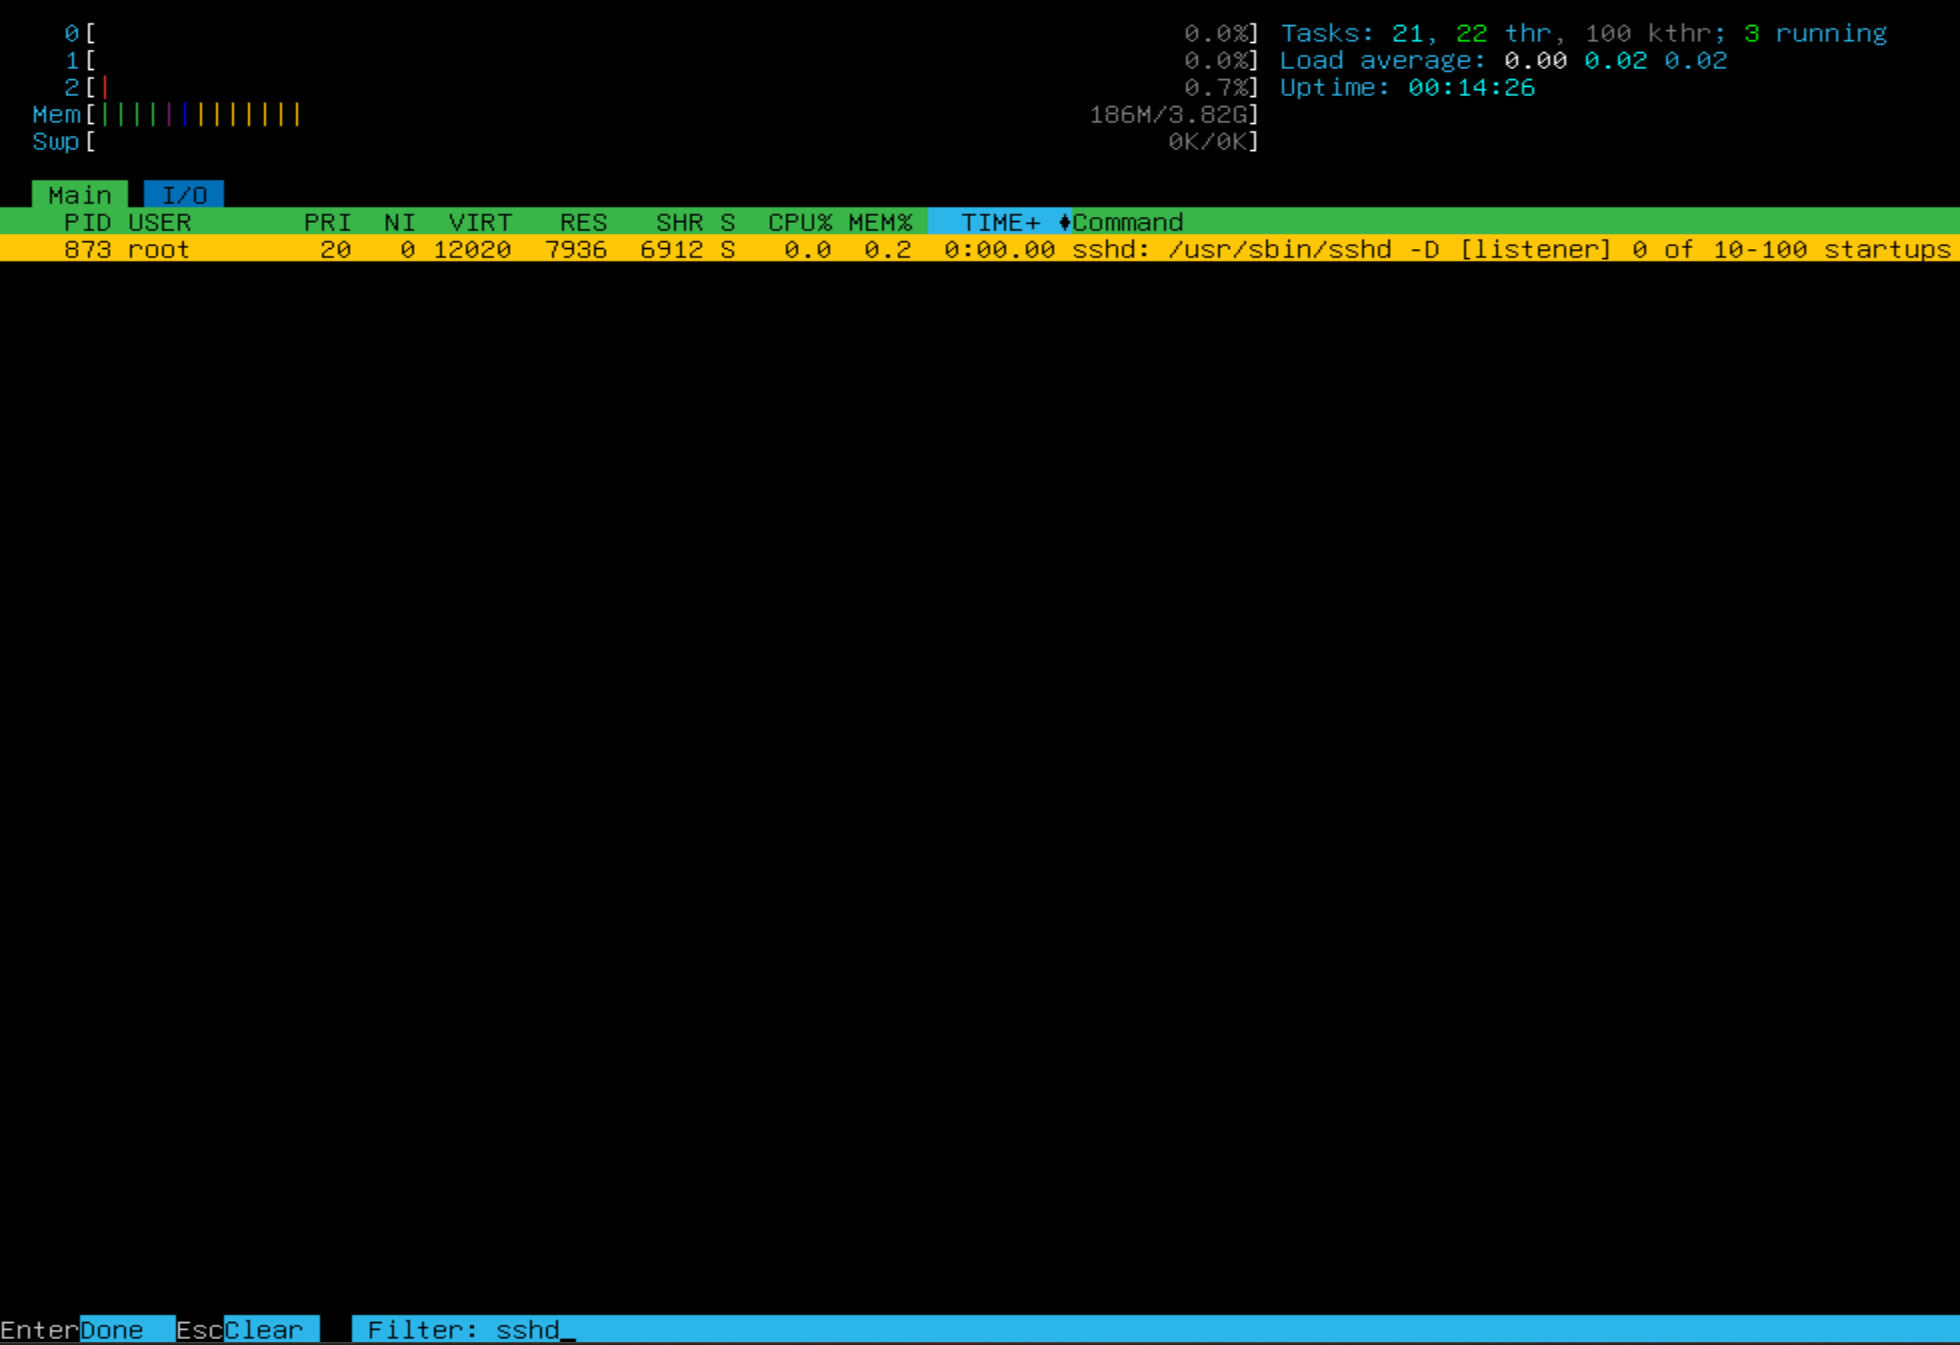 0[ 0.0%] Tasks: 21, 22 thr, 100 kthr; 3 running
1[ 0.0%] Load average: 0.00 0.02 0.02
2[| 0.7%] Uptime: 00:14:26
Mem[||||||||||||| 186M/3.82G]
Swp[ 0K/0K]
Main I/O
PID USER PRI NI VIRT RES SHR S CPU% MEM% TIME+ Command
873 root 20 0 12020 7936 6912 S 0.0 0.2 0:00.00 sshd: /usr/sbin/sshd -D [listener] 0 of 10-100 startups
EnterDone EscClear Filter: sshd_